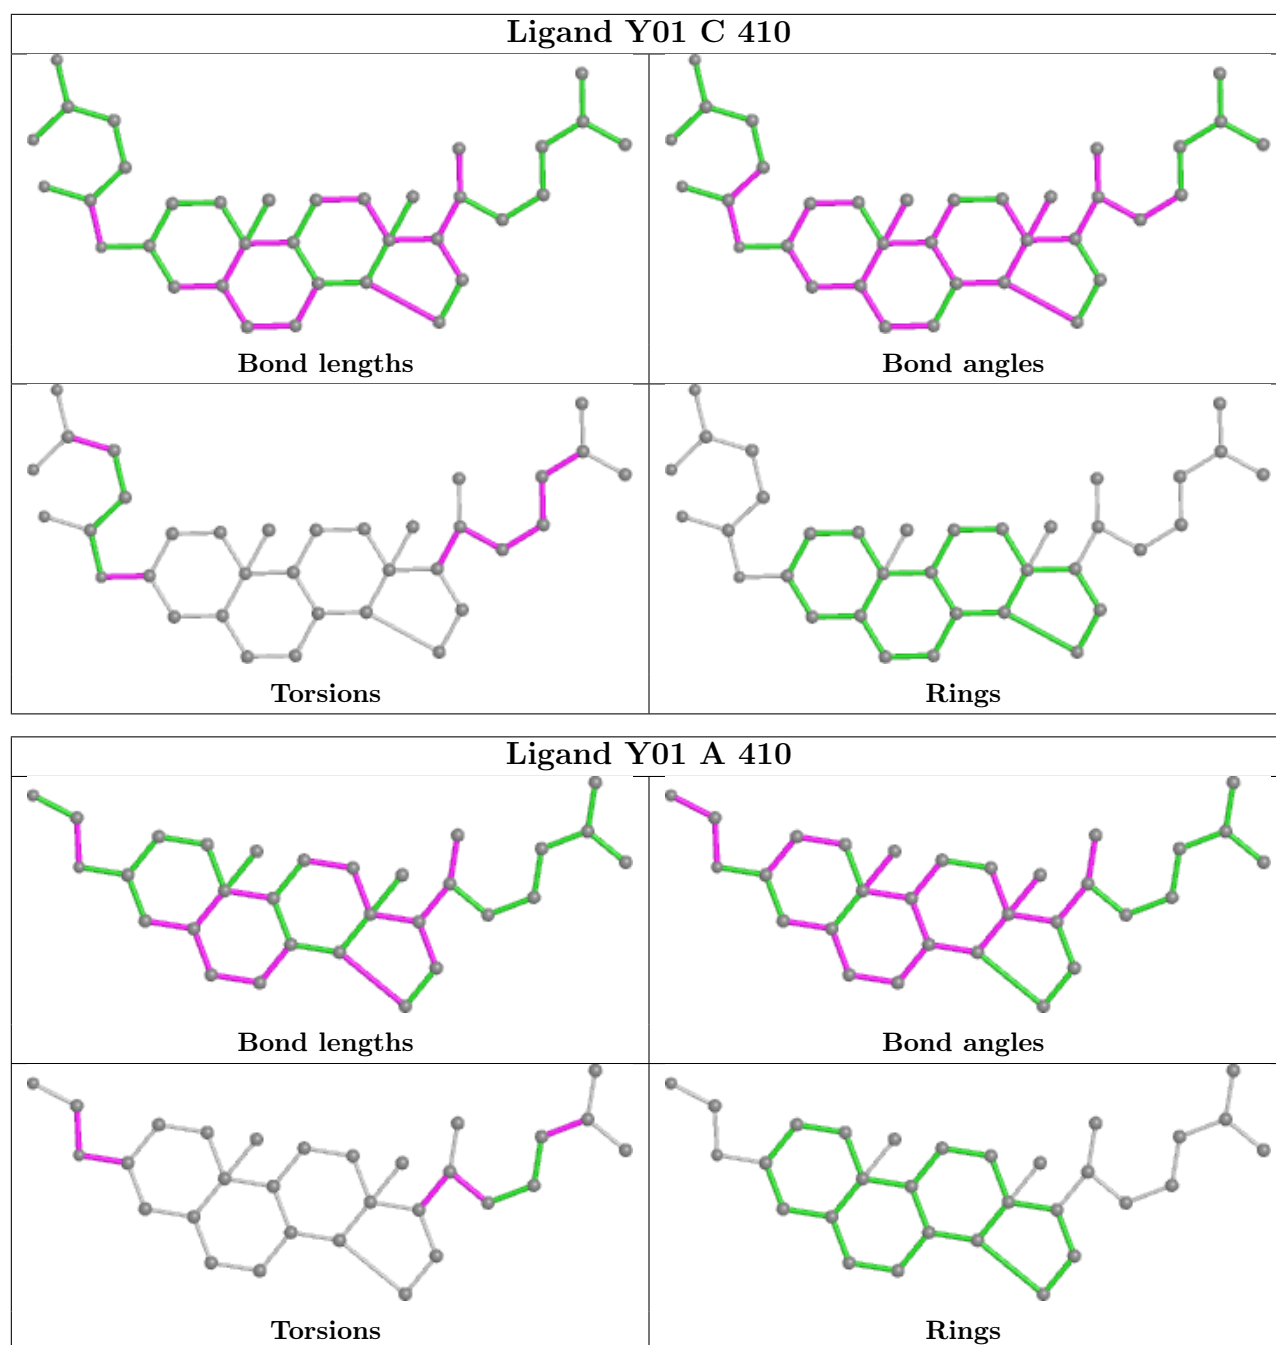 Ligand Y01 C 410
Bond lengths
Bond angles
Torsions
Rings
Ligand Y01 A 410
Bond lengths
Bond angles
Torsions
Rings